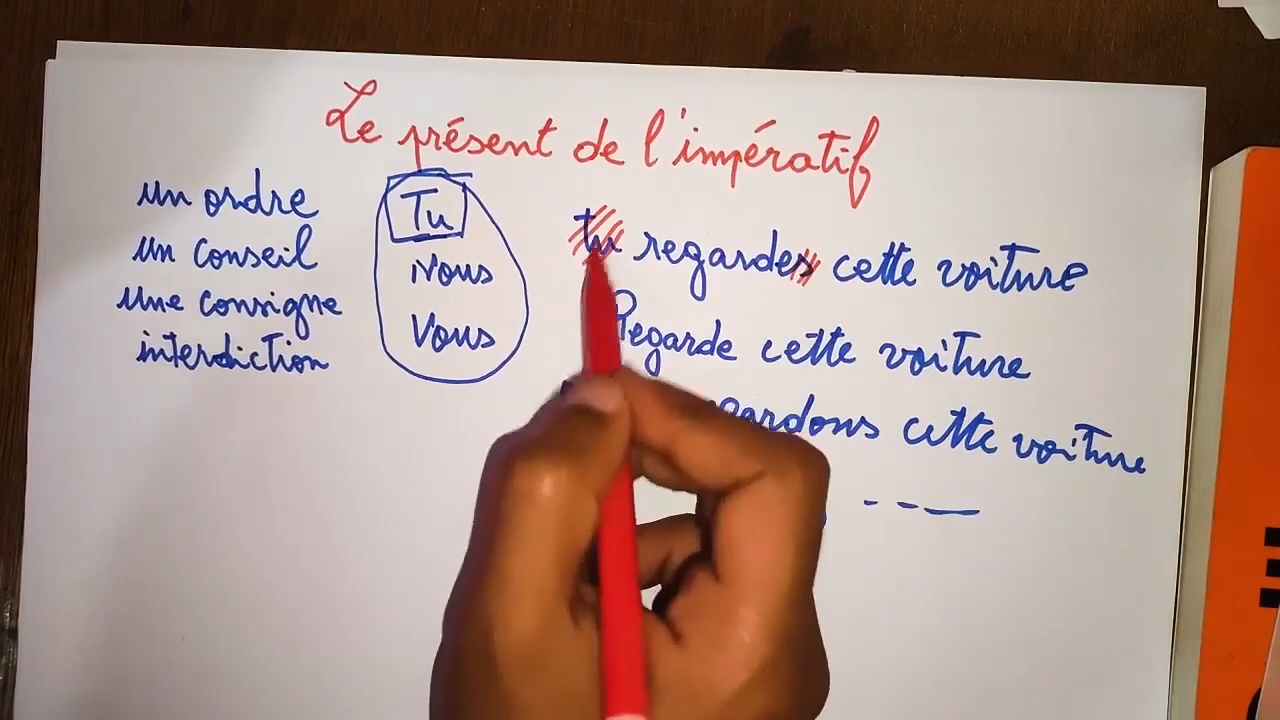 Le présent de l'impératif
un ordre
un conseil
une consigne
interdiction
Tu
Nous
Vous
tu regardes cette voiture
Regarde cette voiture
cette voiture